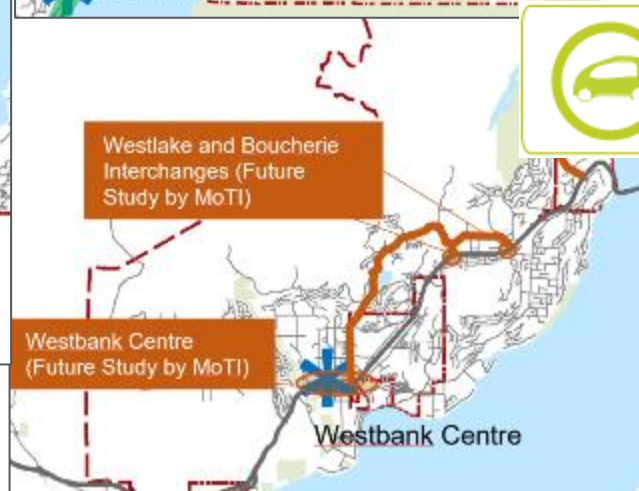 Westlake and Boucherie
Interchanges (Future
Study by MoTI)
Westbank Centre
(Future Study by MoTI)
Westbank Centre